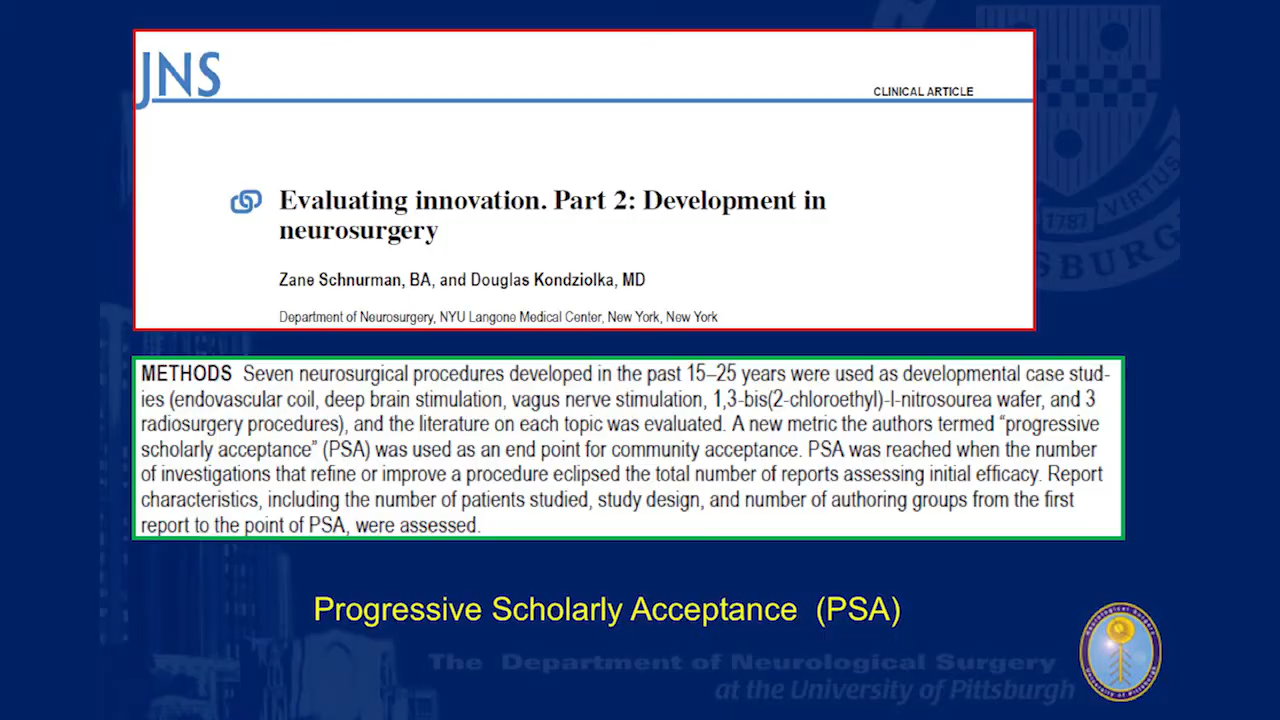 JNS
CLINICAL ARTICLE
Evaluating innovation. Part 2: Development in
neurosurgery
Zane Schnurman, BA, and Douglas Kondziolka, MD
Department of Neurosurgery, NYU Langone Medical Center, New York, New York
1787
VIRTUS
SBURG
METHODS Seven neurosurgical procedures developed in the past 15–25 years were used as developmental case stud-
ies (endovascular coil, deep brain stimulation, vagus nerve stimulation, 1,3-bis(2-chloroethyl)-l-nitrosourea wafer, and 3
radiosurgery procedures), and the literature on each topic was evaluated. A new metric the authors termed “progressive
scholarly acceptance” (PSA) was used as an end point for community acceptance. PSA was reached when the number
of investigations that refine or improve a procedure eclipsed the total number of reports assessing initial efficacy. Report
characteristics, including the number of patients studied, study design, and number of authoring groups from the first
report to the point of PSA, were assessed.
Progressive Scholarly Acceptance (PSA)
The Department of Neurological Surgery
at the University of Pittsburgh
Neurological Surgery
University of Pittsburgh